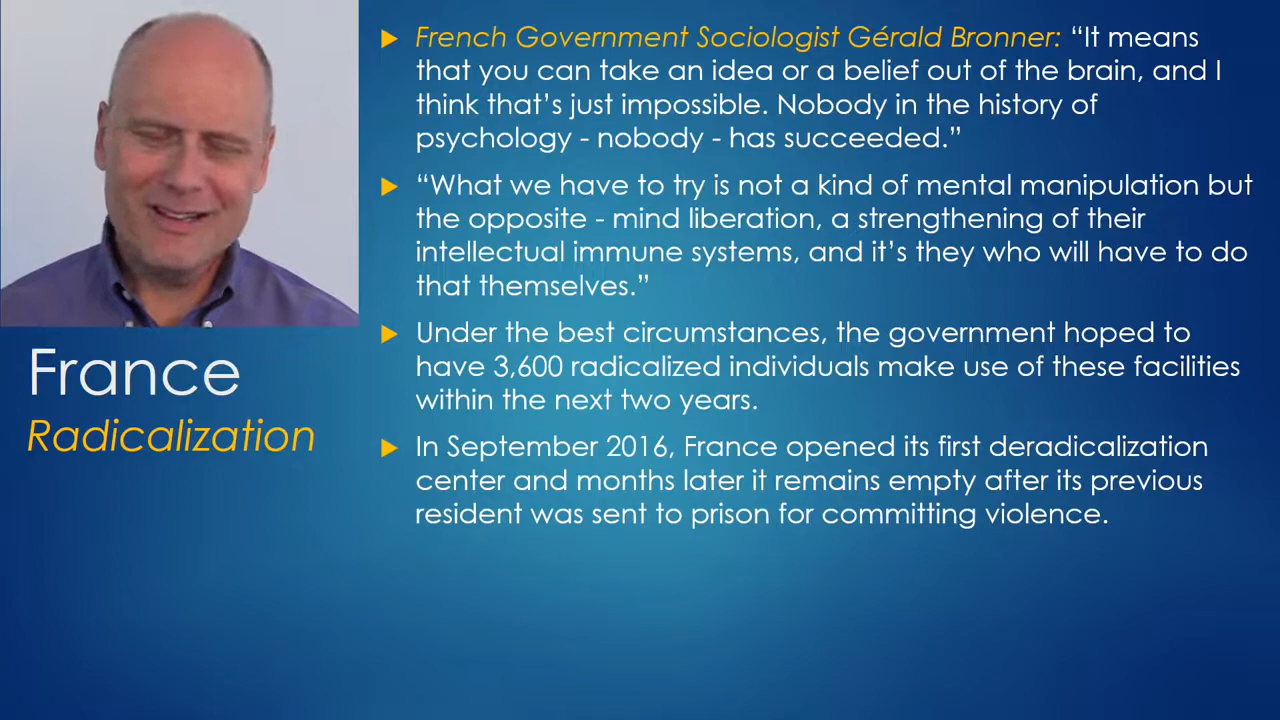 French Government Sociologist Gérald Bronner: “It means
that you can take an idea or a belief out of the brain, and I
think that’s just impossible. Nobody in the history of
psychology - nobody - has succeeded.”
“What we have to try is not a kind of mental manipulation but
the opposite - mind liberation, a strengthening of their
intellectual immune systems, and it’s they who will have to do
that themselves.”
Under the best circumstances, the government hoped to
have 3,600 radicalized individuals make use of these facilities
within the next two years.
In September 2016, France opened its first deradicalization
center and months later it remains empty after its previous
resident was sent to prison for committing violence.
France
Radicalization